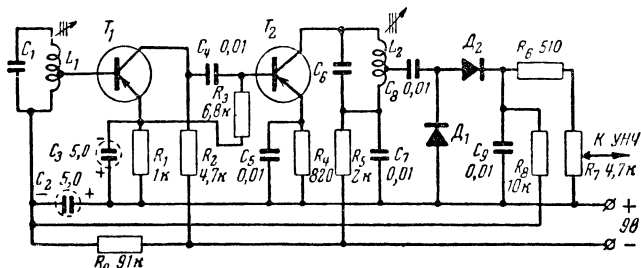 T₁
C₄ 0,01
T₂
C₁
L₁
R₃
6,8к
C₆
L₂
C₈ 0,01
Д₂
R₆ 510
Д₁
C₃ 5,0
+
C₂ 5,0
- +
R₁
1к
R₂
4,7к
C₅
0,01
R₄
820
R₅
2к
C₇
0,01
C₉
0,01
R₈
10к
К УНЧ
R₇ 4,7к
+
9в
-
R₉ 91к